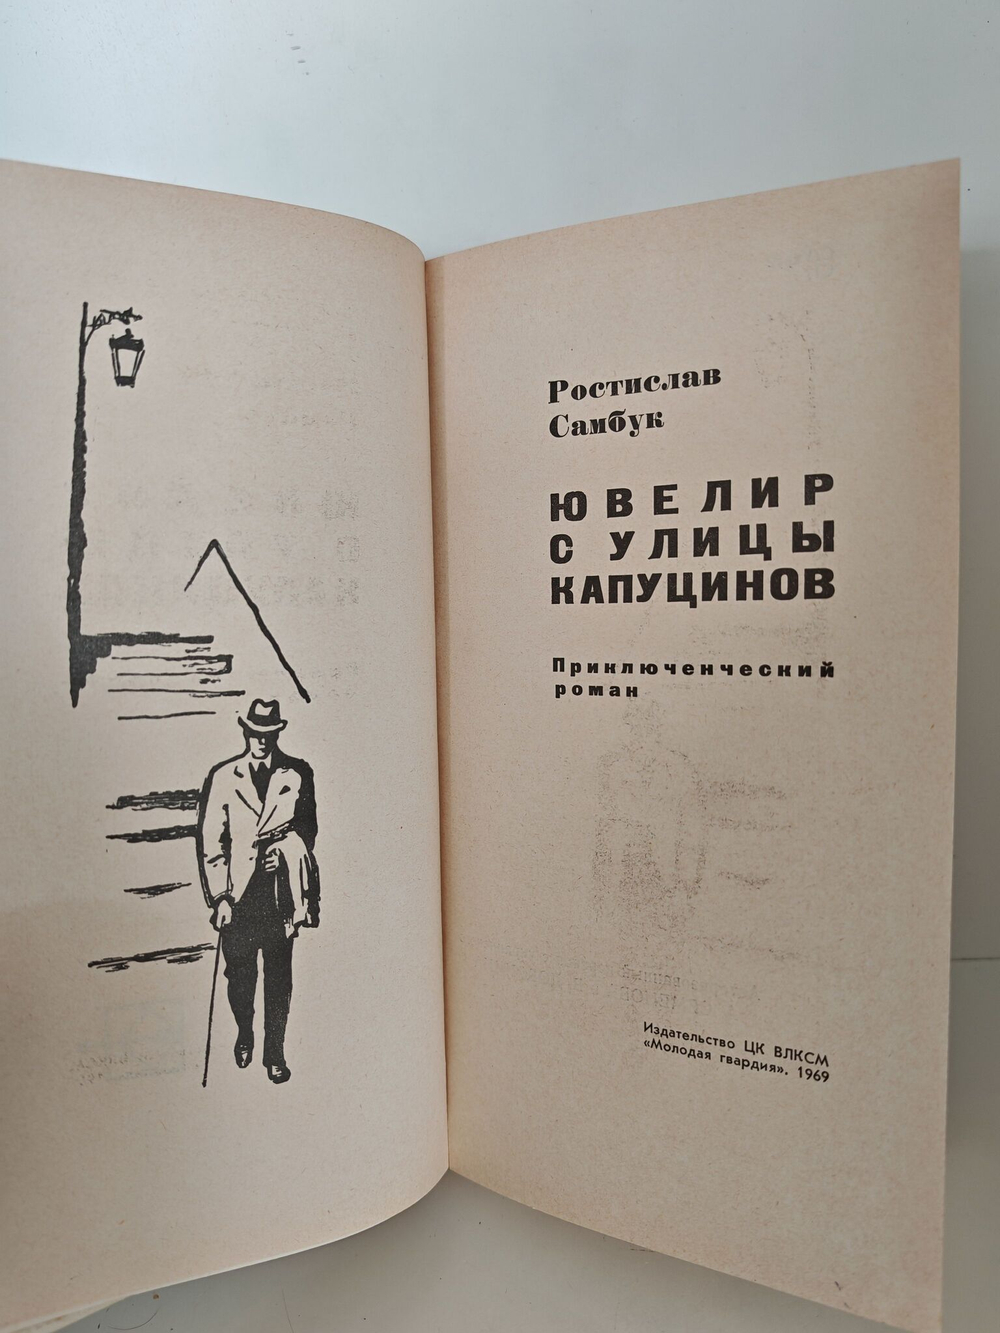 Ростислав
Самбук
ЮВЕЛИР
С УЛИЦЫ
КАПУЦИНОВ
Приключенческий
роман
Издательство ЦК ВЛКСМ
«Молодая гвардия». 1969